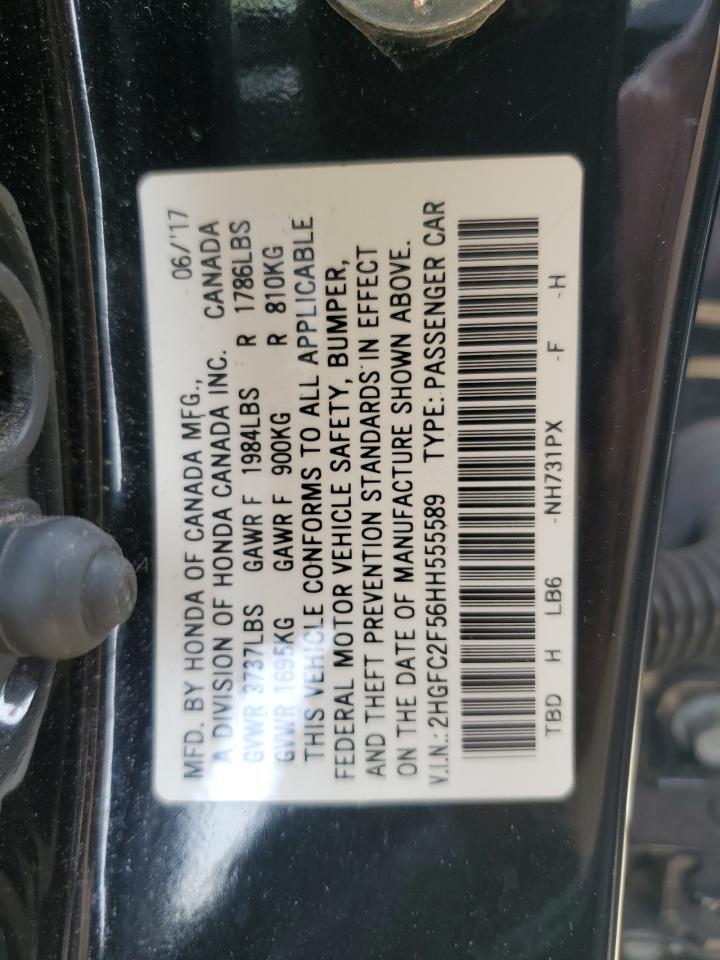 MFD. BY HONDA OF CANADA MFG., 06/'17
A DIVISION OF HONDA CANADA INC. CANADA
GVWR 3737LBS GAWR F 1984LBS R 1786LBS
GVWR 1695KG GAWR F 900KG R 810KG
THIS VEHICLE CONFORMS TO ALL APPLICABLE
FEDERAL MOTOR VEHICLE SAFETY, BUMPER,
AND THEFT PREVENTION STANDARDS IN EFFECT
ON THE DATE OF MANUFACTURE SHOWN ABOVE.
V.I.N.: 2HGFC2F56HH555589 TYPE: PASSENGER CAR
TBD H LB6 -NH731PX -F -H